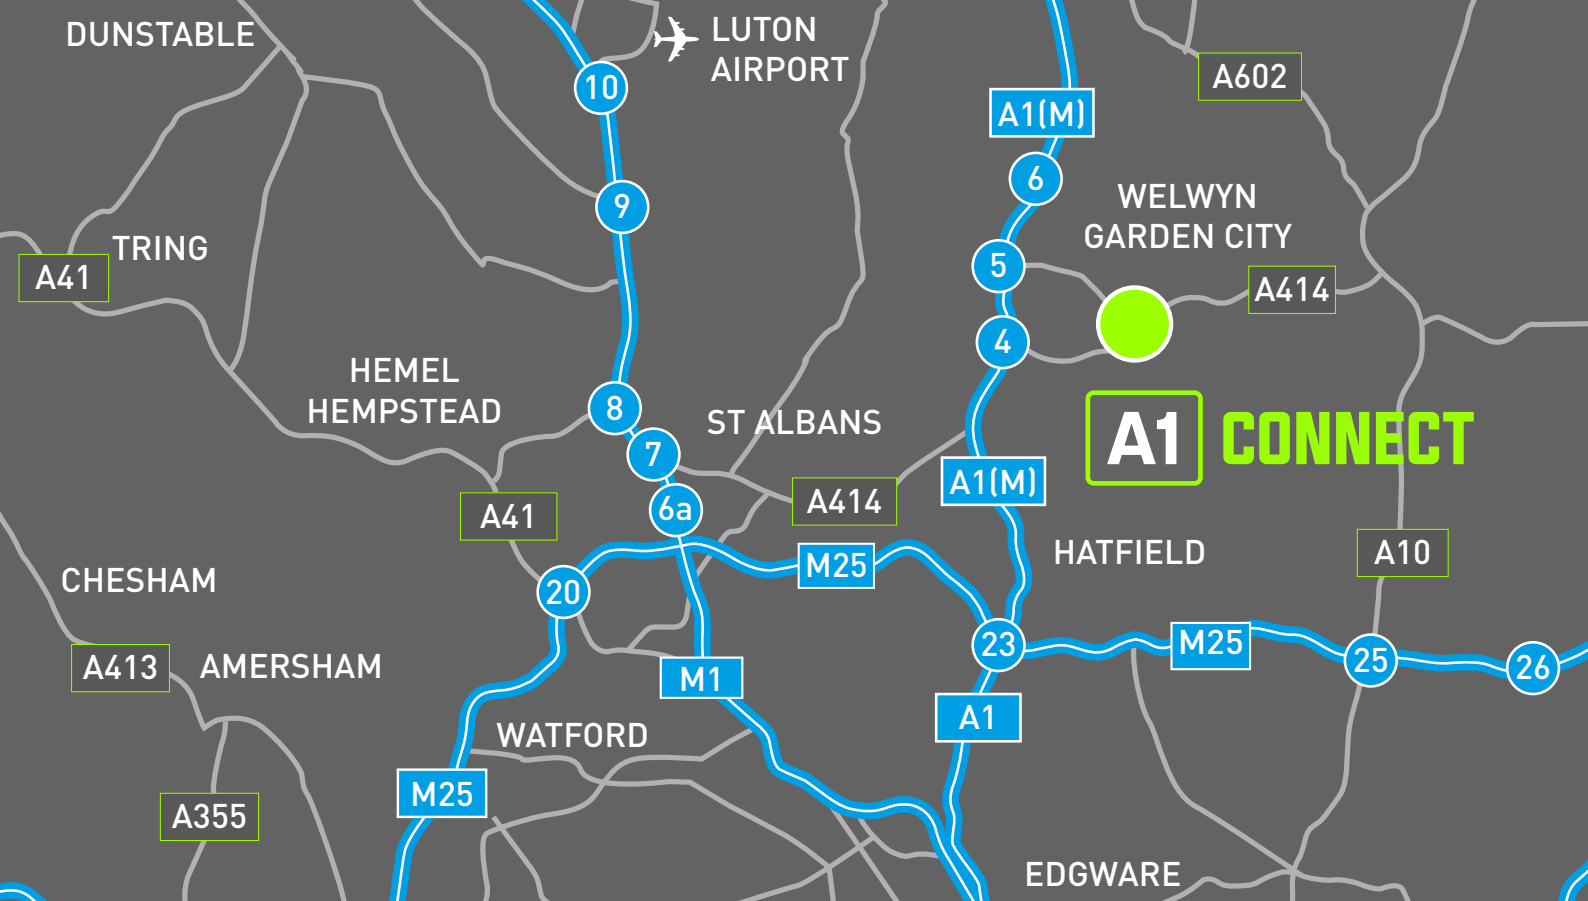 DUNSTABLE
LUTON
AIRPORT
A602
10
A1(M)
6
WELWYN
GARDEN CITY
9
TRING
A41
5
A414
4
HEMEL
HEMPSTEAD
8
ST ALBANS
A1 CONNECT
7
A414
A1(M)
6a
A41
HATFIELD
A10
M25
CHESHAM
20
23
M25
25
26
A413
AMERSHAM
M1
A1
WATFORD
M25
A355
EDGWARE